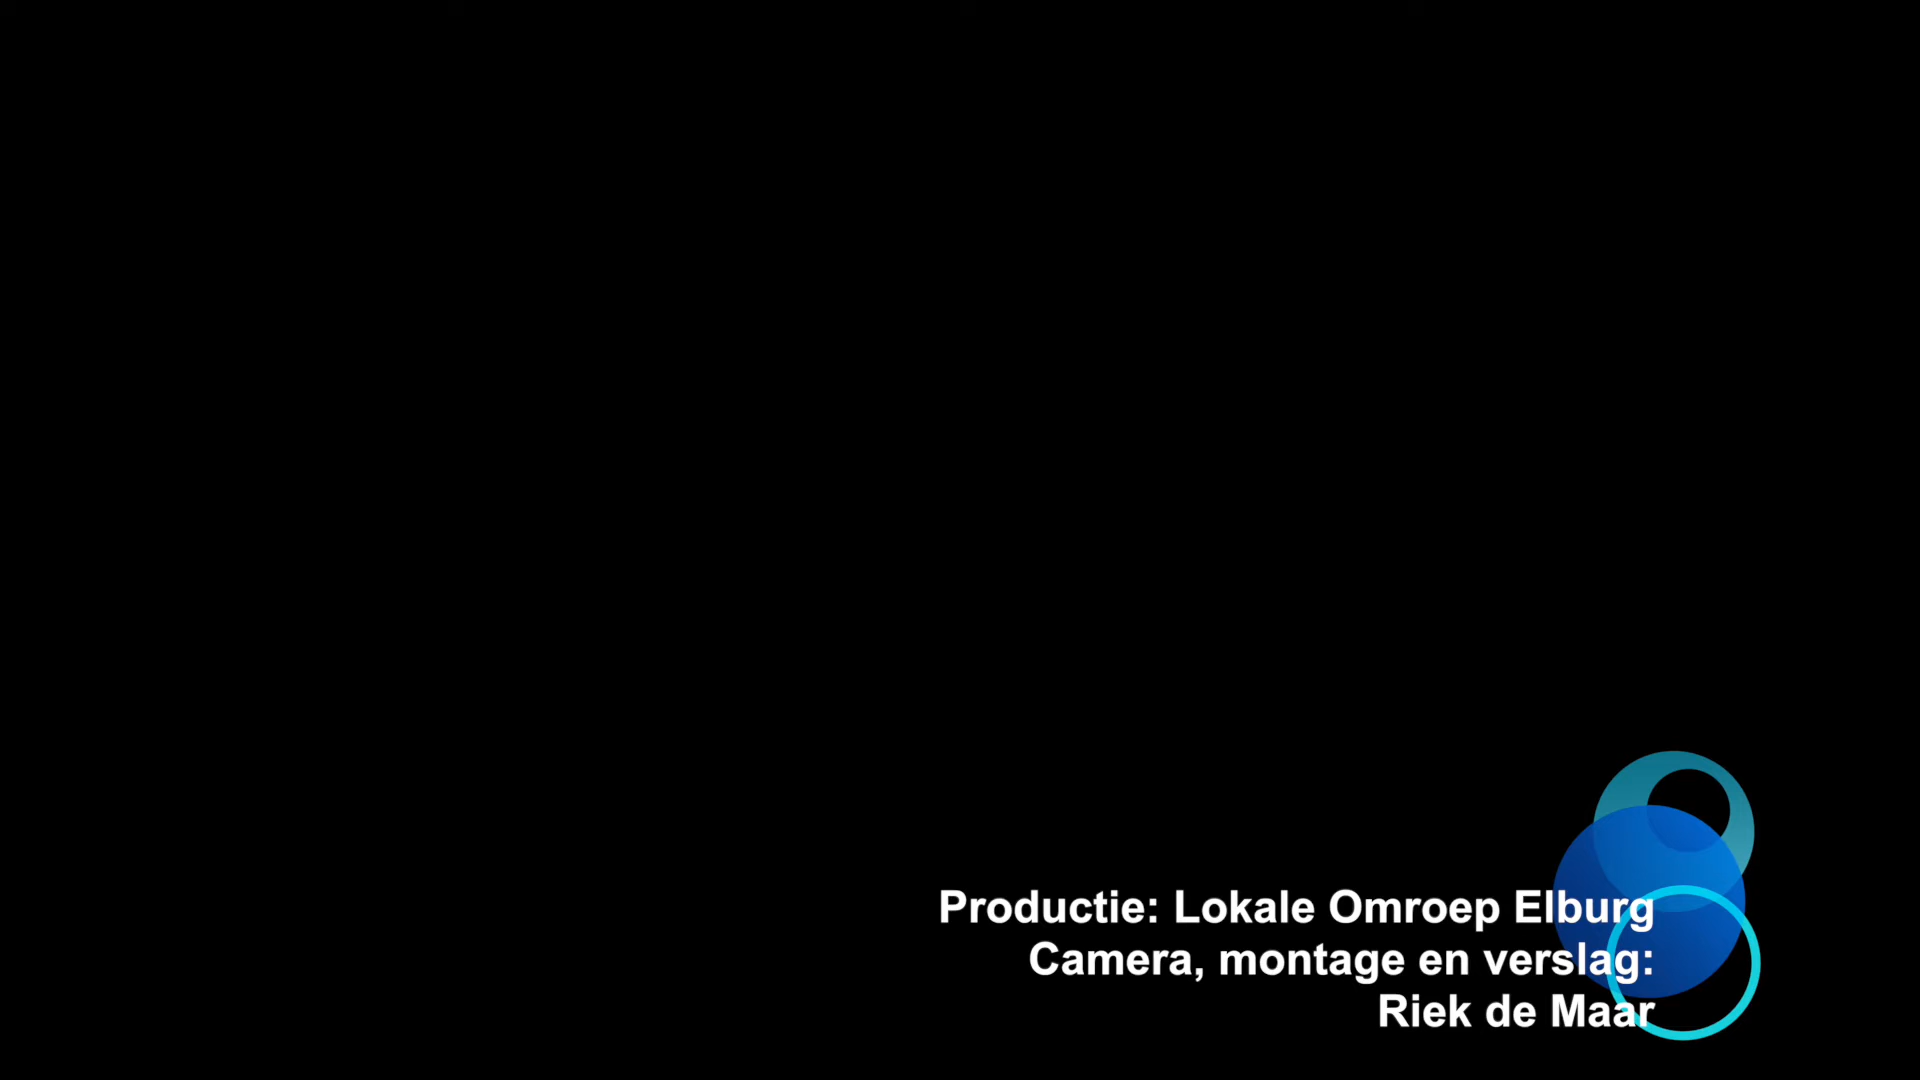 Productie: Lokale Omroep Elburg
Camera, montage en verslag:
Riek de Maar